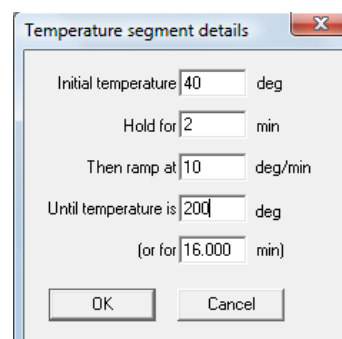 Temperature segment details
Initial temperature 40 deg
Hold for 2 min
Then ramp at 10 deg/min
Until temperature is 200 deg
(or for 16.000 min)
OK Cancel